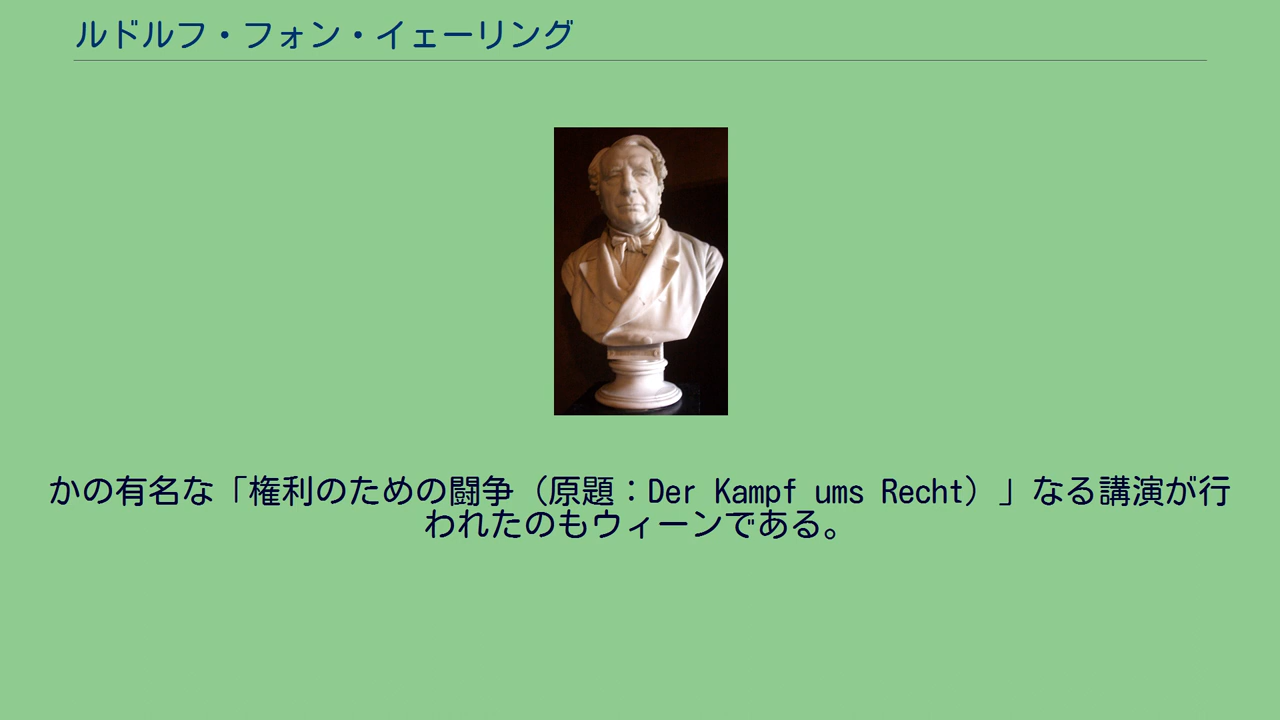 ルドルフ・フォン・イェーリング
かの有名な「権利のための闘争（原題：Der Kampf ums Recht）」なる講演が行
われたのもウィーンである。